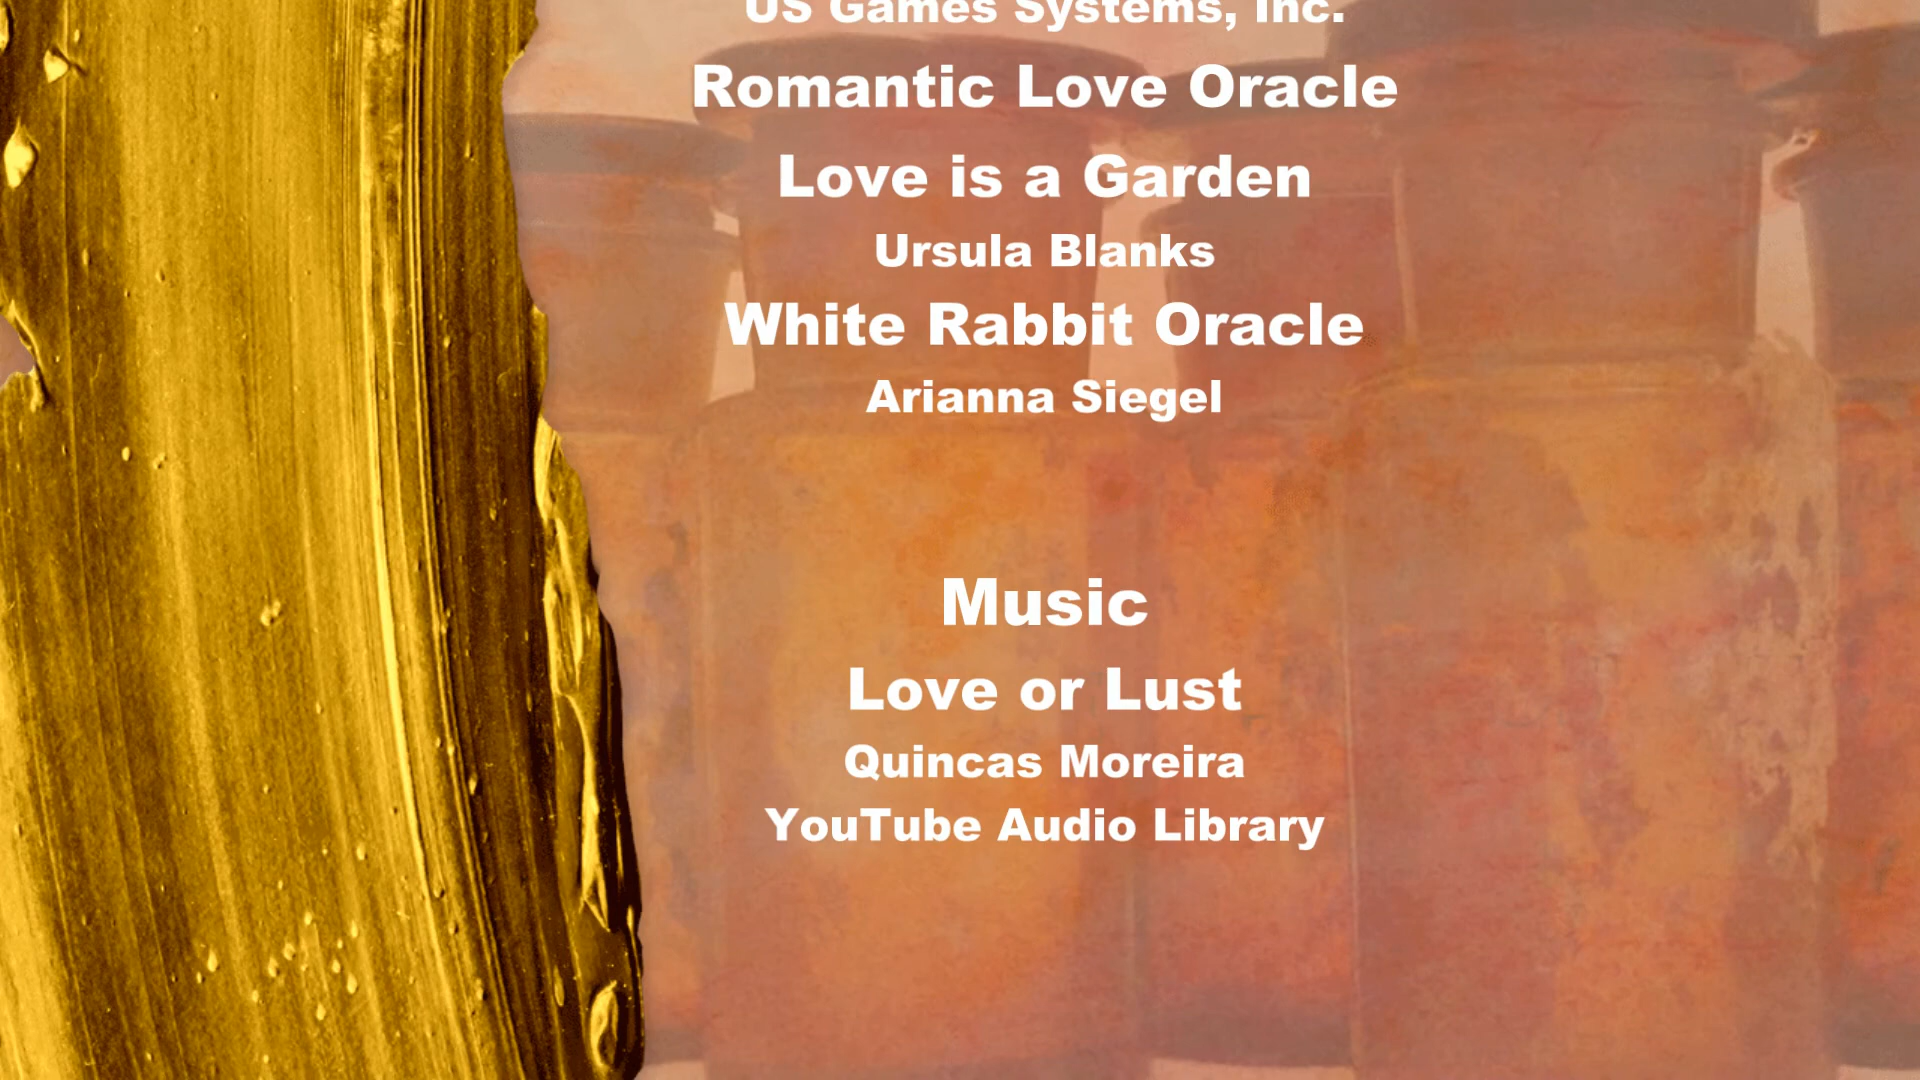 US Games Systems, Inc.
Romantic Love Oracle
Love is a Garden
Ursula Blanks
White Rabbit Oracle
Arianna Siegel
Music
Love or Lust
Quincas Moreira
YouTube Audio Library